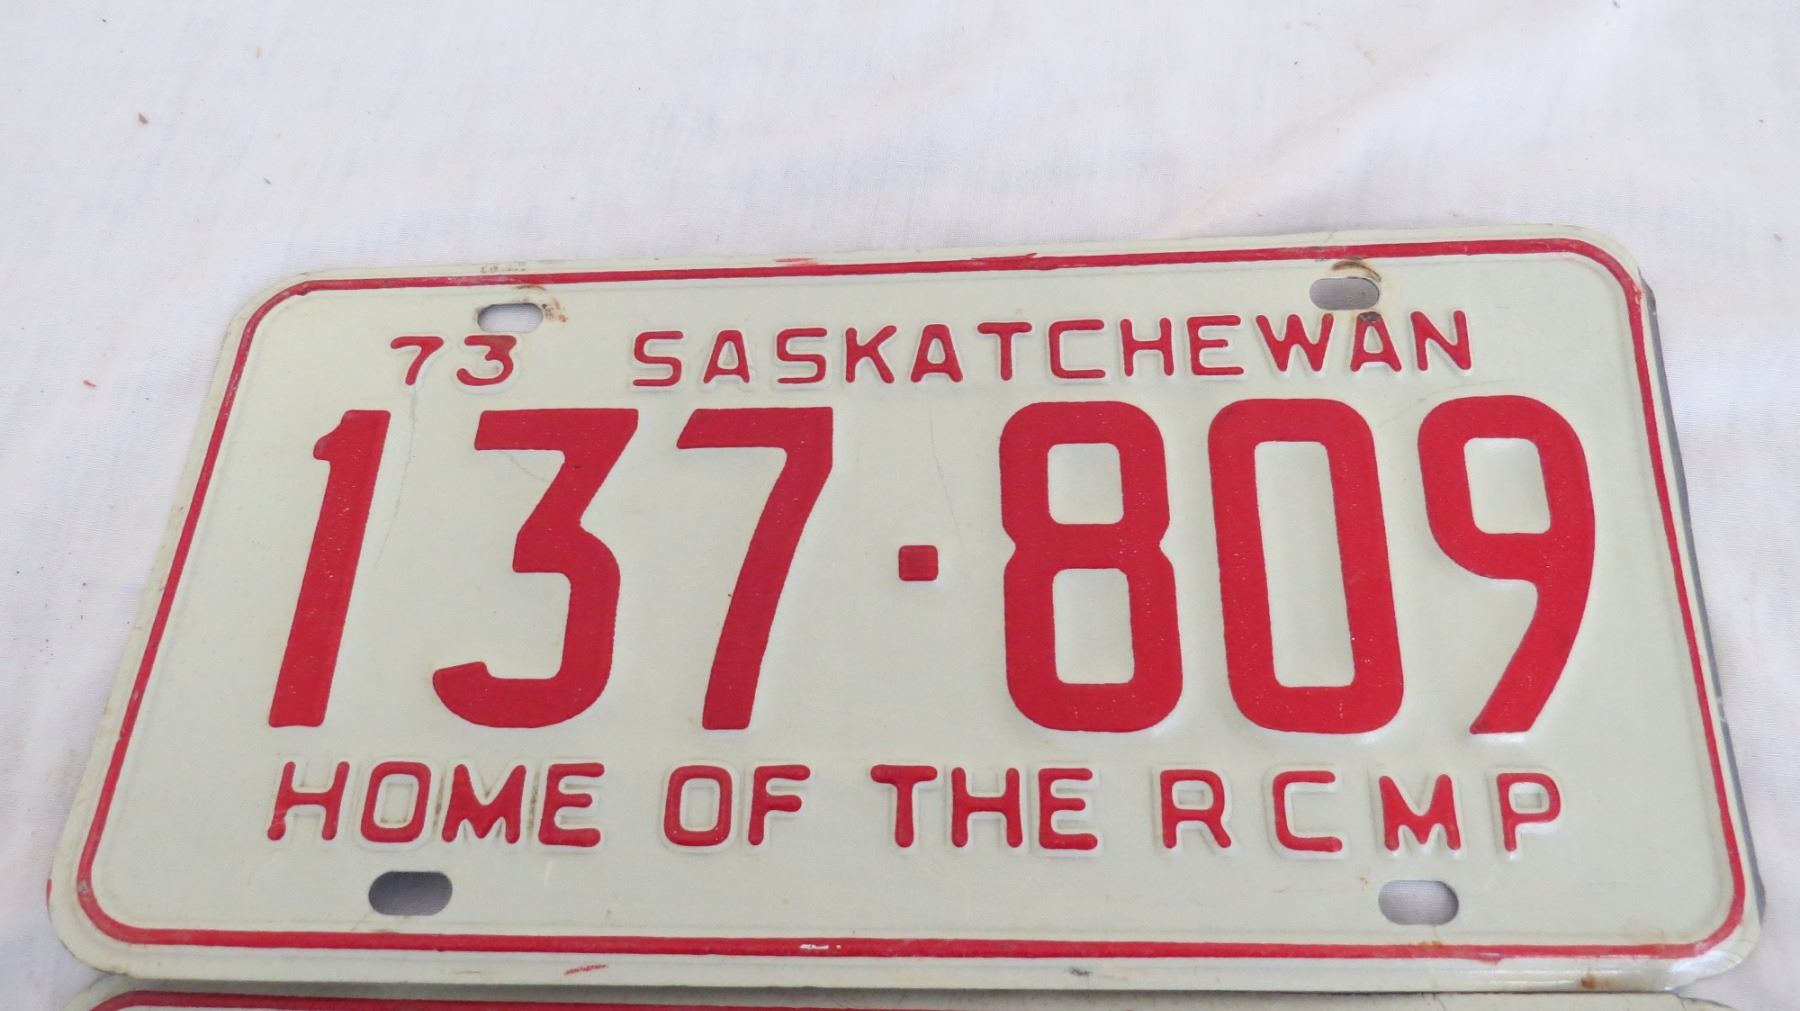 73 SASKATCHEWAN
137·809
HOME OF THE RCMP